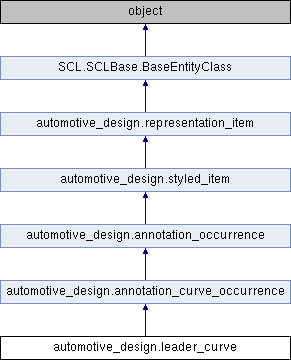 object
SCL.SCLBase.BaseEntityClass
automotive_design.representation_item
automotive_design.styled_item
automotive_design.annotation_occurrence
automotive_design.annotation_curve_occurrence
automotive_design.leader_curve